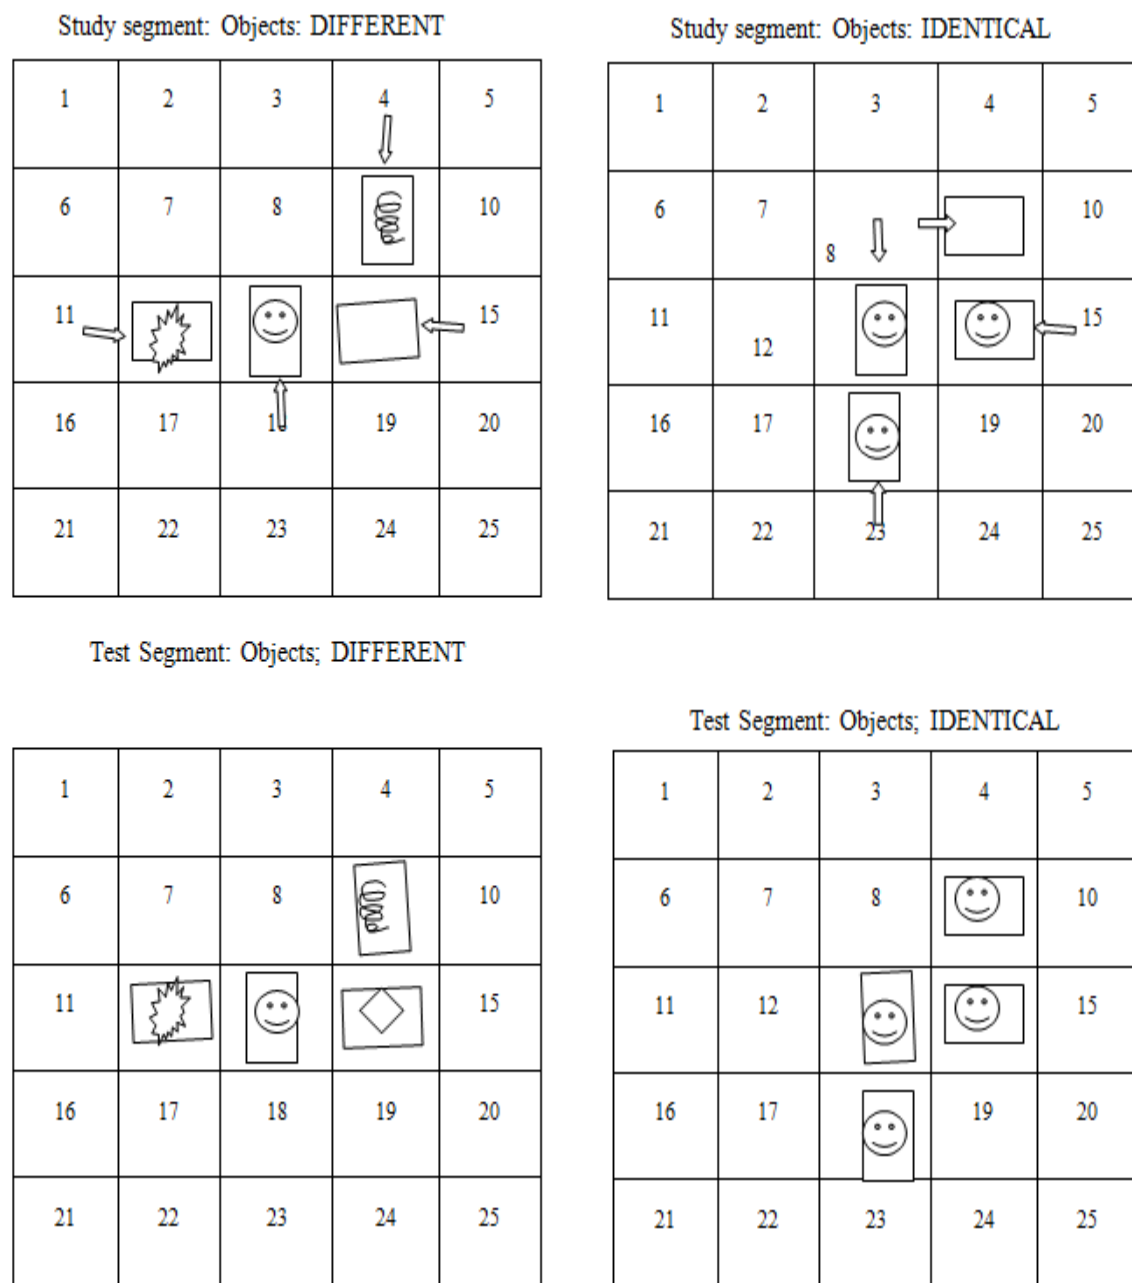 Study segment: Objects: DIFFERENT
1 2 3 4 5
6 7 8 10
11 15
16 17 18 19 20
21 22 23 24 25
Study segment: Objects: IDENTICAL
1 2 3 4 5
6 7 10
8
11 15
12
16 17 19 20
21 22 23 24 25
Test Segment: Objects; DIFFERENT
1 2 3 4 5
6 7 8 10
11 15
16 17 18 19 20
21 22 23 24 25
Test Segment: Objects; IDENTICAL
1 2 3 4 5
6 7 8 10
11 12 15
16 17 19 20
21 22 23 24 25